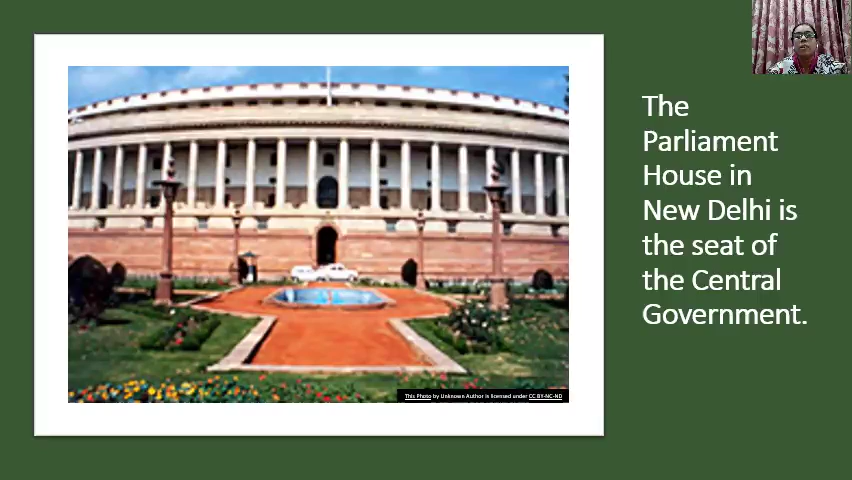 The
Parliament
House in
New Delhi is
the seat of
the Central
Government.
This Photo by Unknown Author is licensed under CC BY-NC-ND